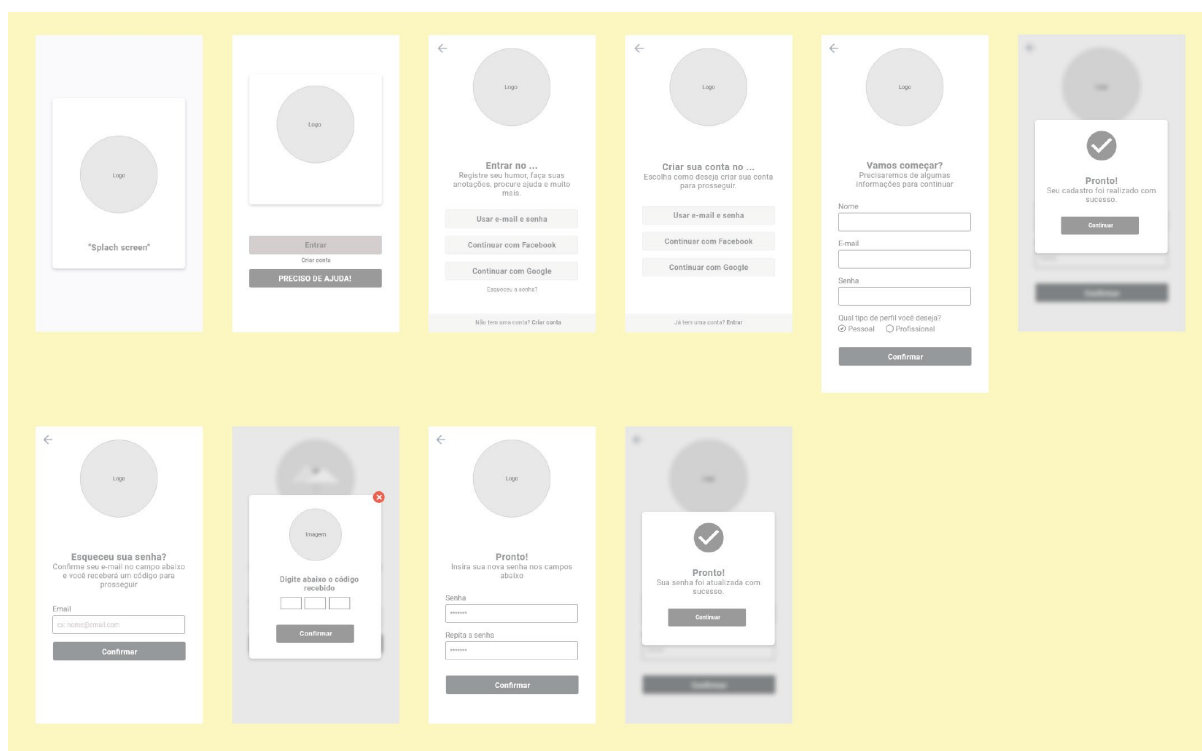 Logo
"Splach screen"
Logo
Entrar
Criar conta
PRECISO DE AJUDA!
Logo
Entrar no ...
Registre seu humor, faça suas
anotações, procure ajuda e muito
mais.
Usar e-mail e senha
Continuar com Facebook
Continuar com Google
Esqueceu a senha?
Não tem uma conta? Criar conta
Logo
Criar sua conta no ...
Escolha como deseja criar sua conta
para prosseguir
Usar e-mail e senha
Continuar com Facebook
Continuar com Google
Já tem uma conta? Entrar
Logo
Vamos começar?
Precisaremos de algumas
informações para continuar
Nome
E-mail
Senha
Qual tipo de perfil você deseja?
Pessoal Profissional
Confirmar
Pronto!
Seu cadastro foi realizado com
sucesso.
Continuar
Logo
Esqueceu sua senha?
Confirme seu e-mail no campo abaixo
e você receberá um código para
prosseguir
Email
ex: nome@email.com
Confirmar
Imagem
Digite abaixo o código
recebido
Confirmar
Logo
Pronto!
Insira sua nova senha nos campos
abaixo
Senha
*******
Repita a senha
*******
Confirmar
Pronto!
Sua senha foi atualizada com
sucesso.
Continuar